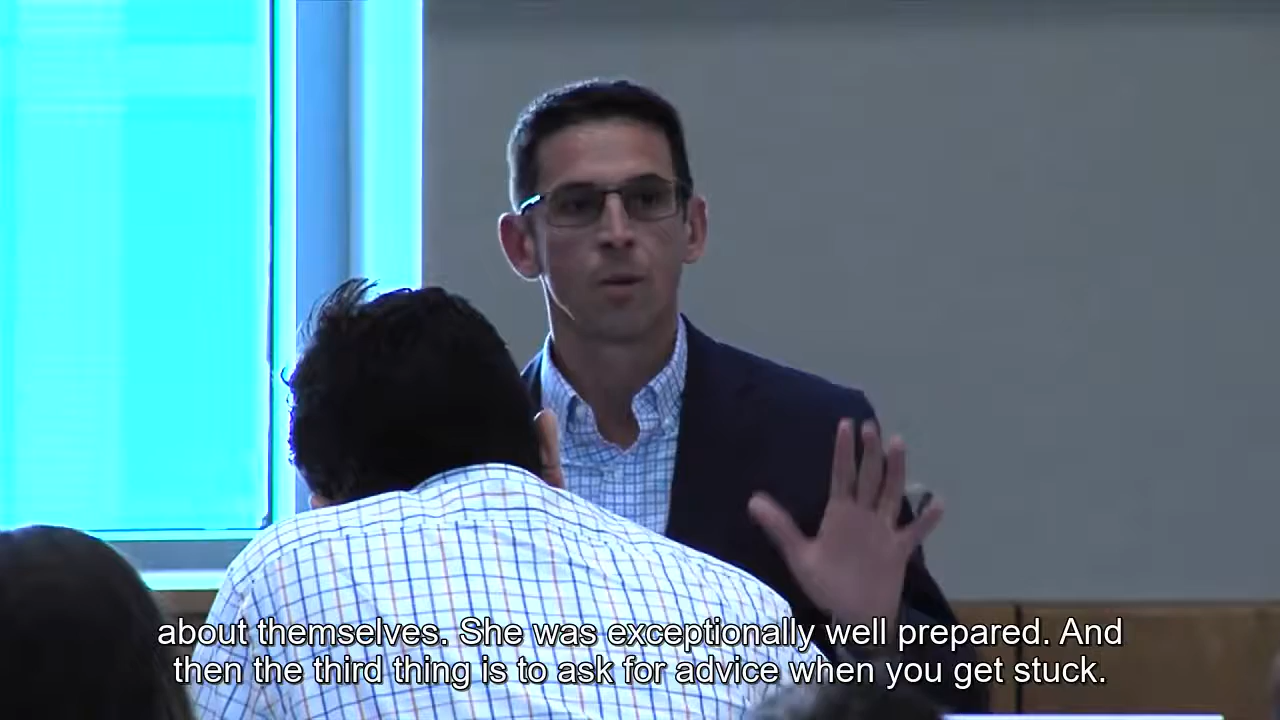 about themselves. She was exceptionally well prepared. And
then the third thing is to ask for advice when you get stuck.